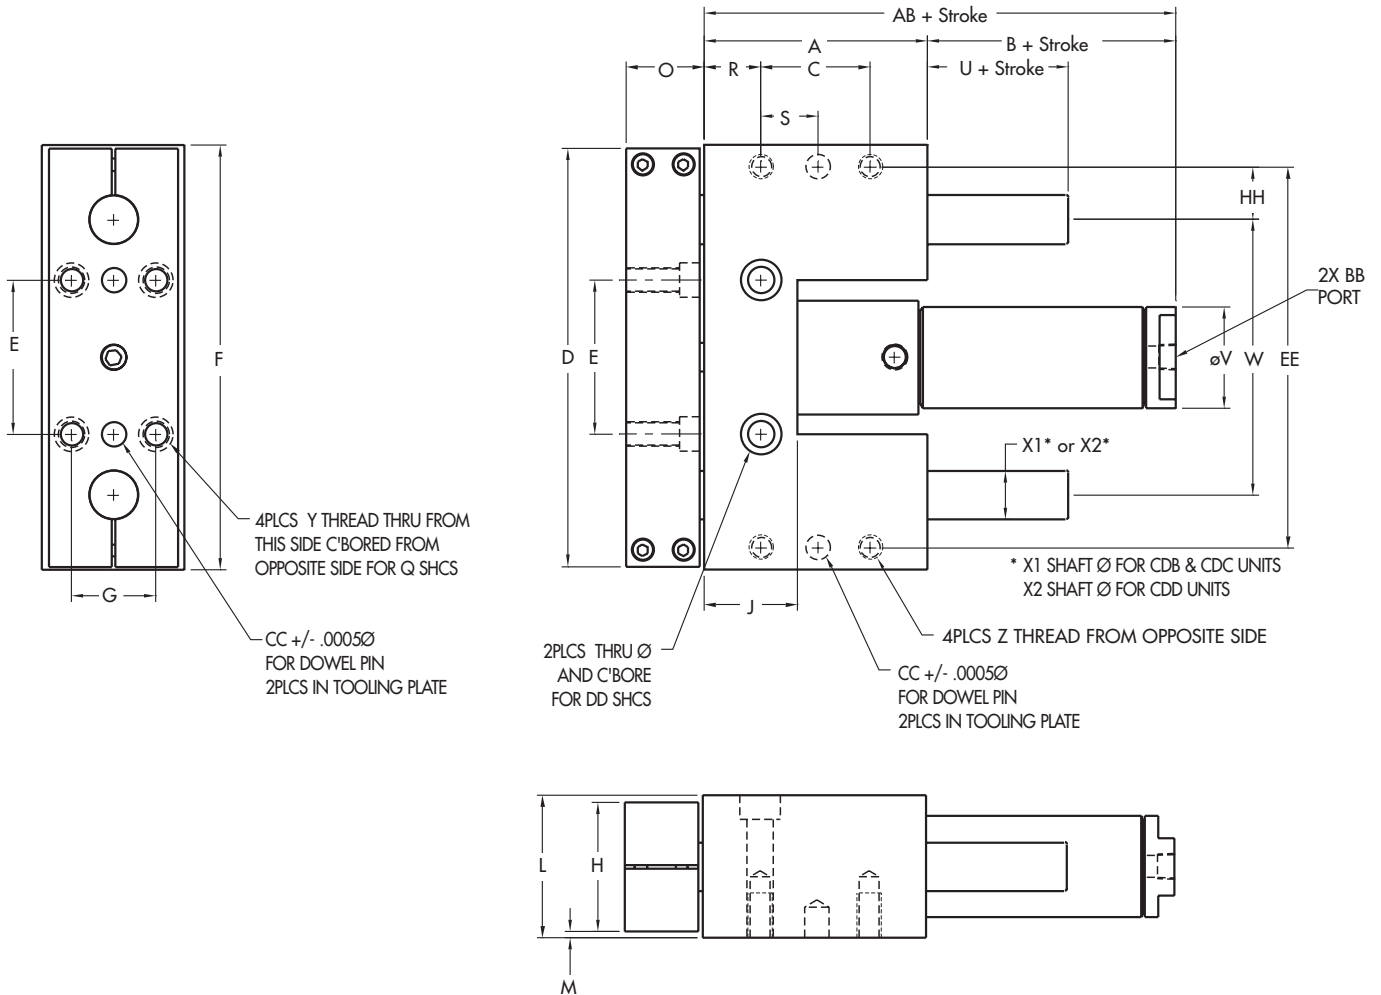 AB + Stroke
A
B + Stroke
O
R
C
U + Stroke
S
HH
2X BB
PORT
E
F
D
E
øV
W
EE
X1* or X2*
4PLCS Y THREAD THRU FROM
THIS SIDE C'BORED FROM
OPPOSITE SIDE FOR Q SHCS
* X1 SHAFT Ø FOR CDB & CDC UNITS
X2 SHAFT Ø FOR CDD UNITS
G
J
CC +/- .0005Ø
FOR DOWEL PIN
2PLCS IN TOOLING PLATE
2PLCS THRU Ø
AND C'BORE
FOR DD SHCS
4PLCS Z THREAD FROM OPPOSITE SIDE
CC +/- .0005Ø
FOR DOWEL PIN
2PLCS IN TOOLING PLATE
L
H
M